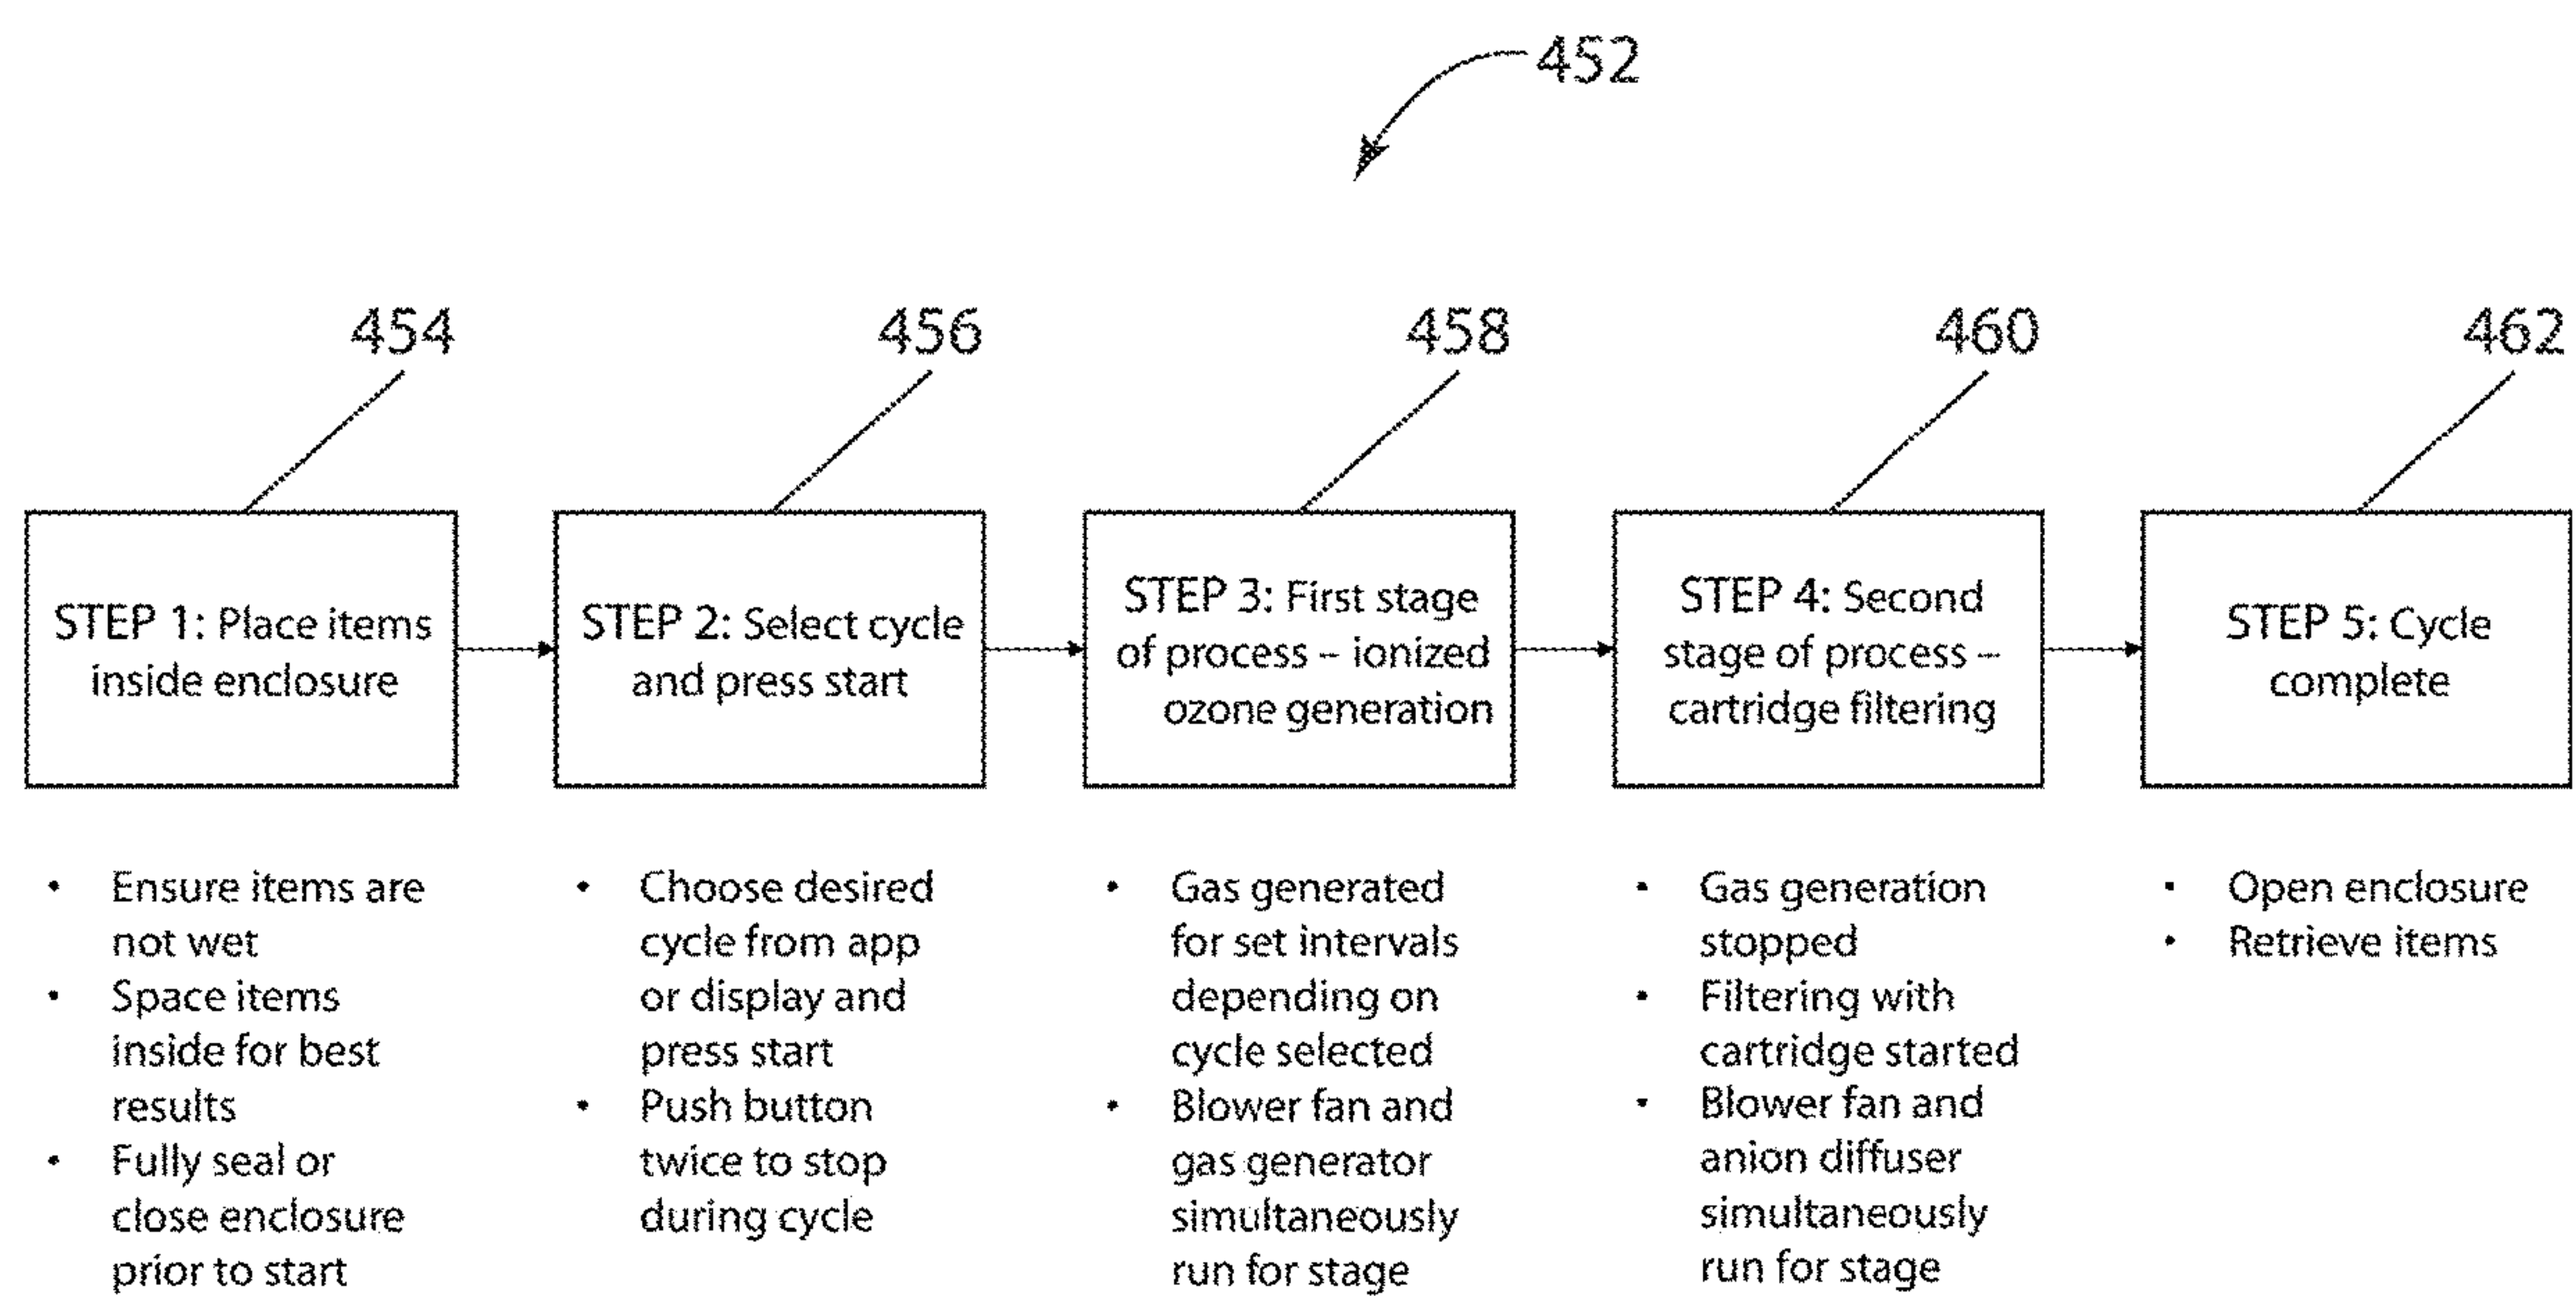 452
454
456
458
460
462
STEP 1: Place items
inside enclosure
STEP 2: Select cycle
and press start
STEP 3: First stage
of process – ionized
ozone generation
STEP 4: Second
stage of process –
cartridge filtering
STEP 5: Cycle
complete
• Ensure items are
not wet
• Space items
inside for best
results
• Fully seal or
close enclosure
prior to start
• Choose desired
cycle from app
or display and
press start
• Push button
twice to stop
during cycle
• Gas generated
for set intervals
depending on
cycle selected
• Blower fan and
gas generator
simultaneously
run for stage
• Gas generation
stopped
• Filtering with
cartridge started
• Blower fan and
anion diffuser
simultaneously
run for stage
• Open enclosure
• Retrieve items